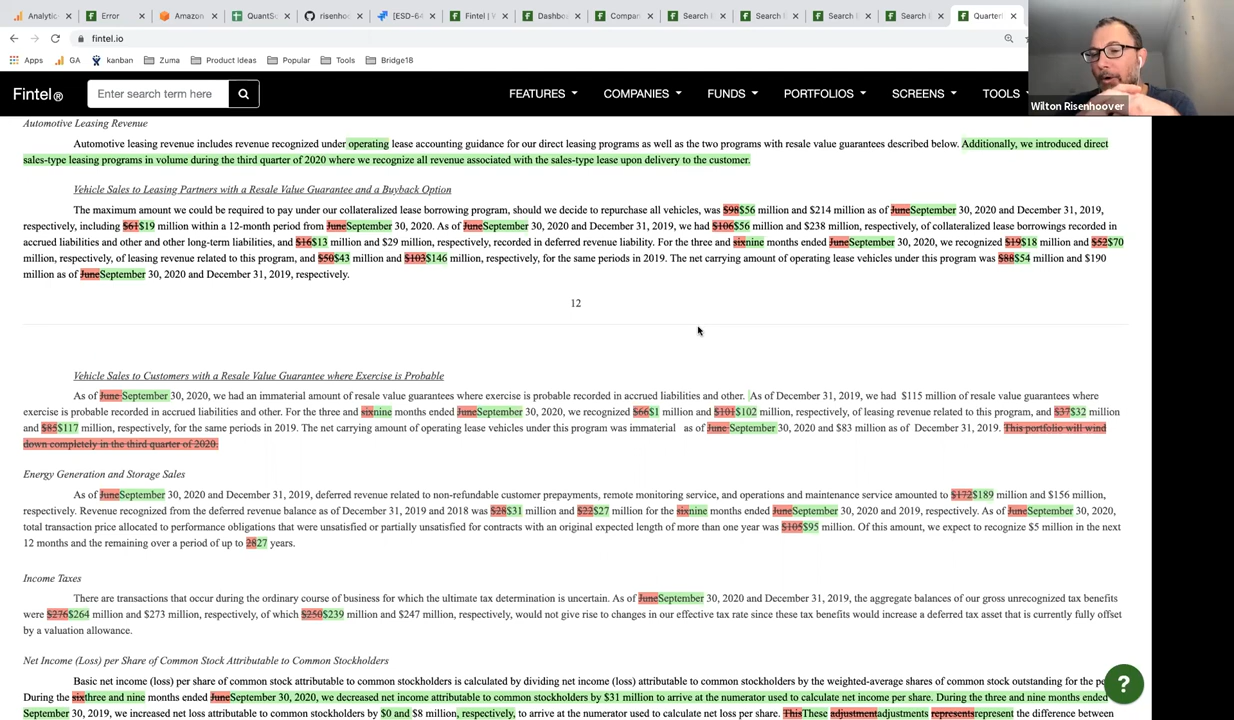 Analytic
Error
Amazon
QuantSc
risenhoo
[ESD-64
Fintel | V
Dashbo
Compan
Search
Search
Search
Search
Quarter
fintel.io
Apps
GA
kanban
Zuma
Product Ideas
Popular
Tools
Bridge18
Fintel®
Enter search term here
FEATURES
COMPANIES
FUNDS
PORTFOLIOS
SCREENS
TOOLS
Wilton Risenhoover
Automotive Leasing Revenue
Automotive leasing revenue includes revenue recognized under operating lease accounting guidance for our direct leasing programs as well as the two programs with resale value guarantees described below. Additionally, we introduced direct
sales-type leasing programs in volume during the third quarter of 2020 where we recognize all revenue associated with the sales-type lease upon delivery to the customer.
Vehicle Sales to Leasing Partners with a Resale Value Guarantee and a Buyback Option
The maximum amount we could be required to pay under our collateralized lease borrowing program, should we decide to repurchase all vehicles, was $98$56 million and $214 million as of JuneSeptember 30, 2020 and December 31, 2019,
respectively, including $61$19 million within a 12-month period from JuneSeptember 30, 2020. As of JuneSeptember 30, 2020 and December 31, 2019, we had $106$56 million and $238 million, respectively, of collateralized lease borrowings recorded in
accrued liabilities and other and other long-term liabilities, and $16$13 million and $29 million, respectively, recorded in deferred revenue liability. For the three and sixnine months ended JuneSeptember 30, 2020, we recognized $19$18 million and $52$70
million, respectively, of leasing revenue related to this program, and $50$43 million and $103$146 million, respectively, for the same periods in 2019. The net carrying amount of operating lease vehicles under this program was $88$54 million and $190
million as of JuneSeptember 30, 2020 and December 31, 2019, respectively.
12
Vehicle Sales to Customers with a Resale Value Guarantee where Exercise is Probable
As of June September 30, 2020, we had an immaterial amount of resale value guarantees where exercise is probable recorded in accrued liabilities and other. As of December 31, 2019, we had $115 million of resale value guarantees where
exercise is probable recorded in accrued liabilities and other. For the three and sixnine months ended JuneSeptember 30, 2020, we recognized $66$1 million and $101$102 million, respectively, of leasing revenue related to this program, and $37$32 million
and $85$117 million, respectively, for the same periods in 2019. The net carrying amount of operating lease vehicles under this program was immaterial as of June September 30, 2020 and $83 million as of December 31, 2019. This portfolio will wind
down completely in the third quarter of 2020.
Energy Generation and Storage Sales
As of JuneSeptember 30, 2020 and December 31, 2019, deferred revenue related to non-refundable customer prepayments, remote monitoring service, and operations and maintenance service amounted to $172$189 million and $156 million,
respectively. Revenue recognized from the deferred revenue balance as of December 31, 2019 and 2018 was $28$31 million and $22$27 million for the sixnine months ended JuneSeptember 30, 2020 and 2019, respectively. As of JuneSeptember 30, 2020,
total transaction price allocated to performance obligations that were unsatisfied or partially unsatisfied for contracts with an original expected length of more than one year was $105$95 million. Of this amount, we expect to recognize $5 million in the next
12 months and the remaining over a period of up to 2827 years.
Income Taxes
There are transactions that occur during the ordinary course of business for which the ultimate tax determination is uncertain. As of JuneSeptember 30, 2020 and December 31, 2019, the aggregate balances of our gross unrecognized tax benefits
were $276$264 million and $273 million, respectively, of which $250$239 million and $247 million, respectively, would not give rise to changes in our effective tax rate since these tax benefits would increase a deferred tax asset that is currently fully offset
by a valuation allowance.
Net Income (Loss) per Share of Common Stock Attributable to Common Stockholders
Basic net income (loss) per share of common stock attributable to common stockholders is calculated by dividing net income (loss) attributable to common stockholders by the weighted-average shares of common stock outstanding for the pe
During the sixthree and nine months ended JuneSeptember 30, 2020, we decreased net income attributable to common stockholders by $31 million to arrive at the numerator used to calculate net income per share. During the three and nine months ended
September 30, 2019, we increased net loss attributable to common stockholders by $0 and $8 million, respectively, to arrive at the numerator used to calculate net loss per share. ThisThese adjustmentadjustments representsrepresent the difference between
?